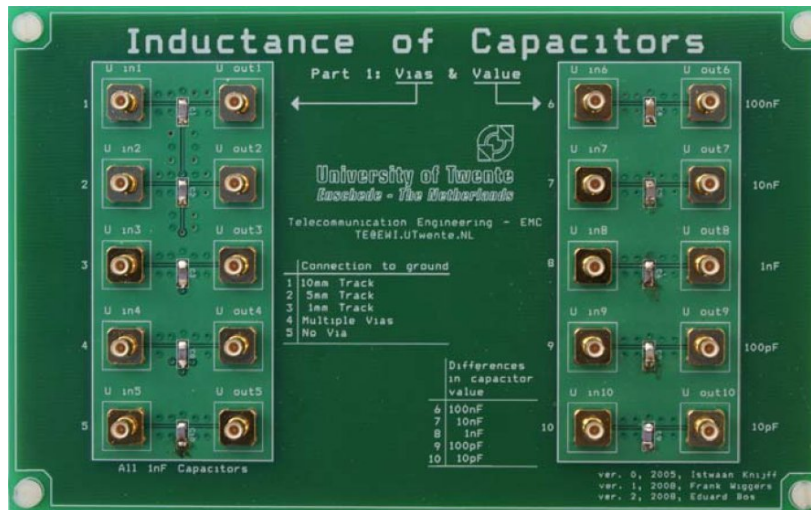 Inductance of Capacitors
Part 1: Vias & Value
U in1 U out1
1
U in2 U out2
2
U in3 U out3
3
U in4 U out4
4
U in5 U out5
5
All 1nF Capacitors
University of Twente
Enschede - The Netherlands
Telecommunication Engineering - EMC
TE@EWI.UTwente.NL
Connection to ground
1 10mm Track
2 5mm Track
3 1mm Track
4 Multiple Vias
5 No Via
Differences
in capacitor
value
6 100nF
7 10nF
8 1nF
9 100pF
10 10pF
U in6 U out6
6 100nF
U in7 U out7
7 10nF
U in8 U out8
8 1nF
U in9 U out9
9 100pF
U in10 U out10
10 10pF
ver. 0, 2005, Istwaan Knijff
ver. 1, 2008, Frank Wiggers
ver. 2, 2008, Eduard Bos